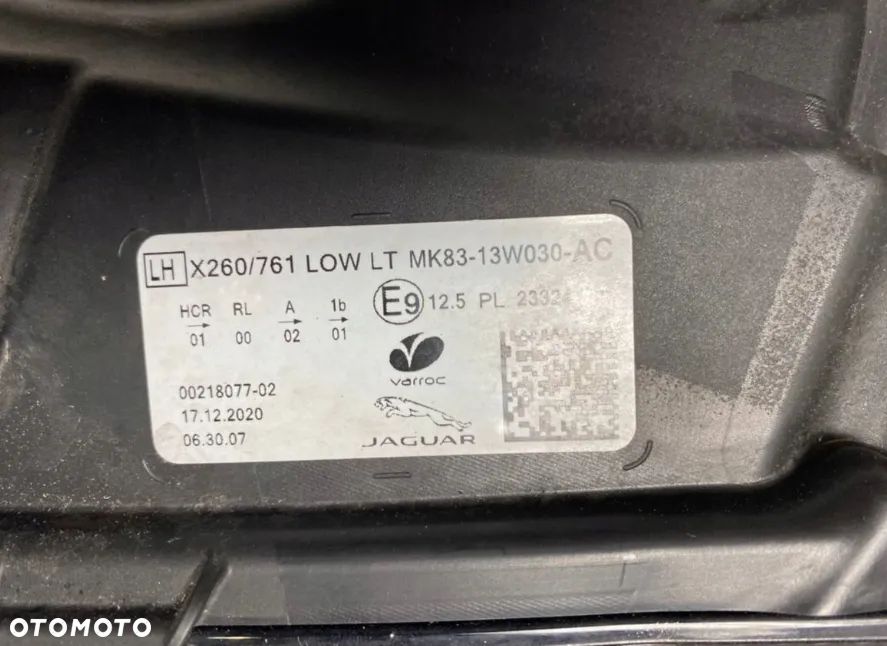 LH X260/761 LOW LT MK83-13W030-AC
HCR RL A 1b
01 00 02 01
E9 12.5 PL
varroc
00218077-02
17.12.2020
06.30.07
JAGUAR
OTOMOTO